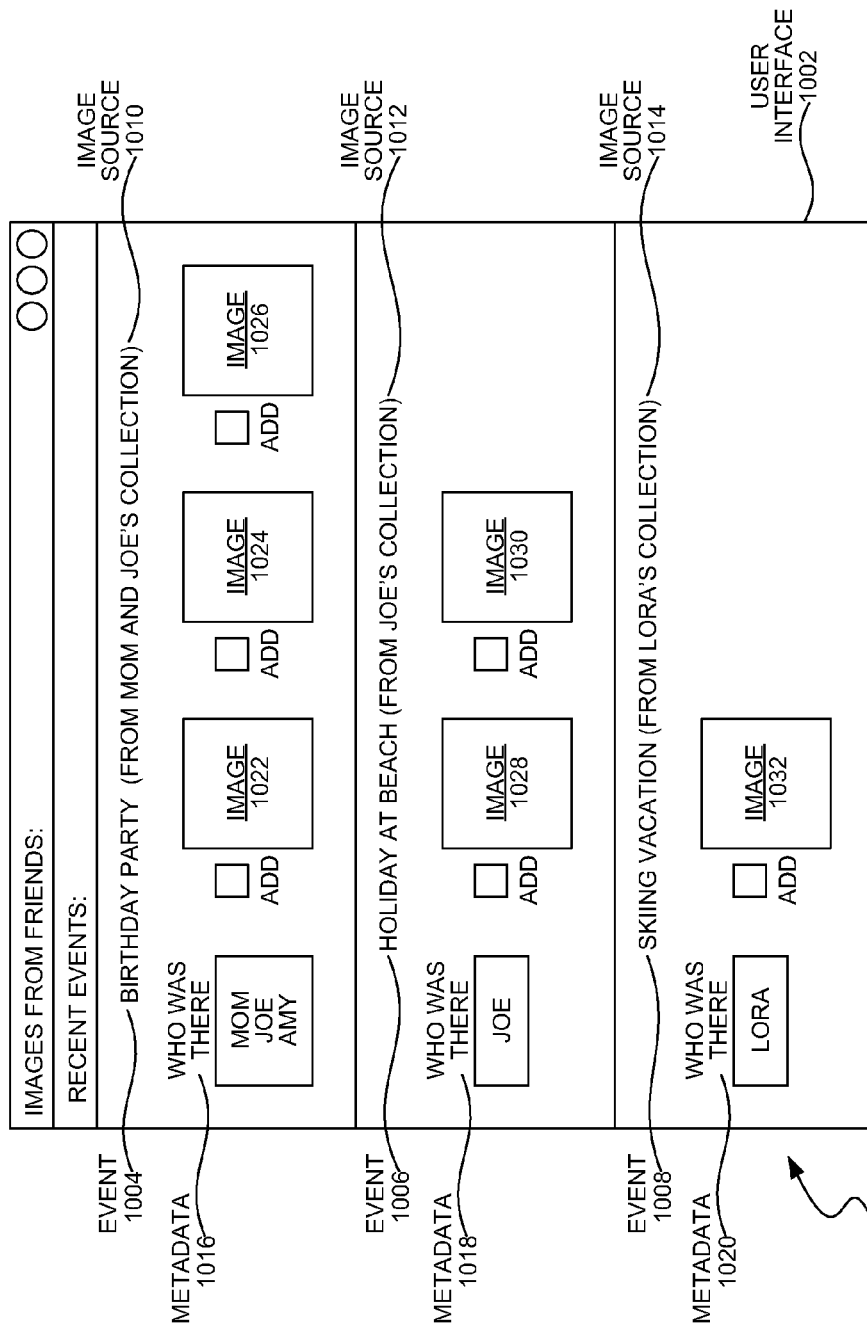 IMAGES FROM FRIENDS:
RECENT EVENTS:
EVENT
1004
BIRTHDAY PARTY (FROM MOM AND JOE'S COLLECTION)
IMAGE
SOURCE
1010
METADATA
1016
WHO WAS
THERE
MOM
JOE
AMY
ADD
IMAGE
1022
ADD
IMAGE
1024
ADD
IMAGE
1026
EVENT
1006
HOLIDAY AT BEACH (FROM JOE'S COLLECTION)
IMAGE
SOURCE
1012
METADATA
1018
WHO WAS
THERE
JOE
ADD
IMAGE
1028
ADD
IMAGE
1030
EVENT
1008
SKIING VACATION (FROM LORA'S COLLECTION)
IMAGE
SOURCE
1014
METADATA
1020
WHO WAS
THERE
LORA
ADD
IMAGE
1032
USER
INTERFACE
1002